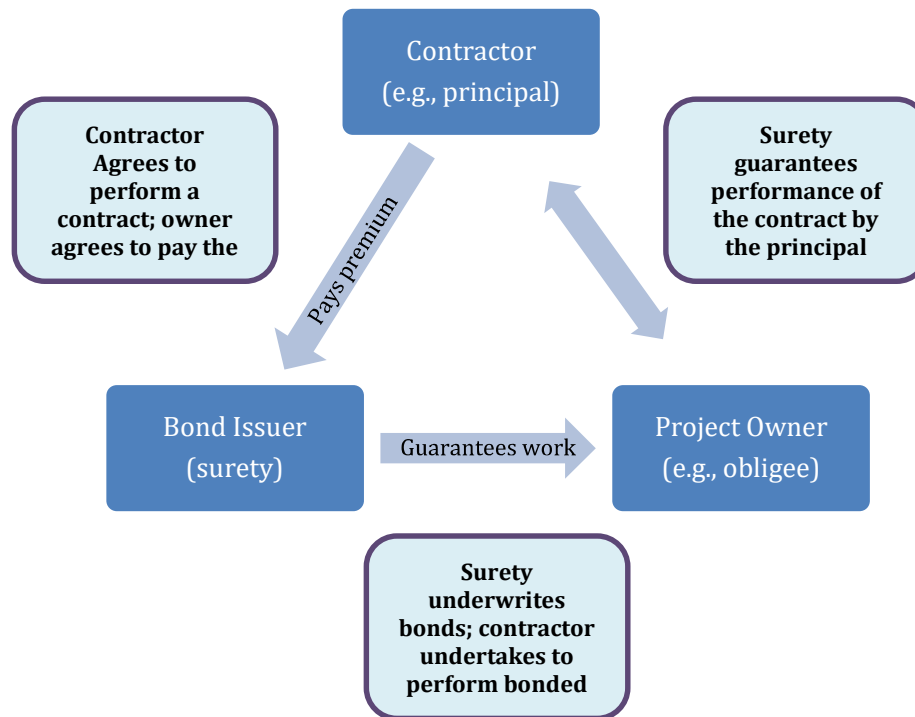 Contractor
(e.g., principal)
Contractor
Agrees to
perform a
contract; owner
agrees to pay the
Surety
guarantees
performance of
the contract by
the principal
Pays premium
Bond Issuer
(surety)
Guarantees work
Project Owner
(e.g., obligee)
Surety
underwrites
bonds; contractor
undertakes to
perform bonded